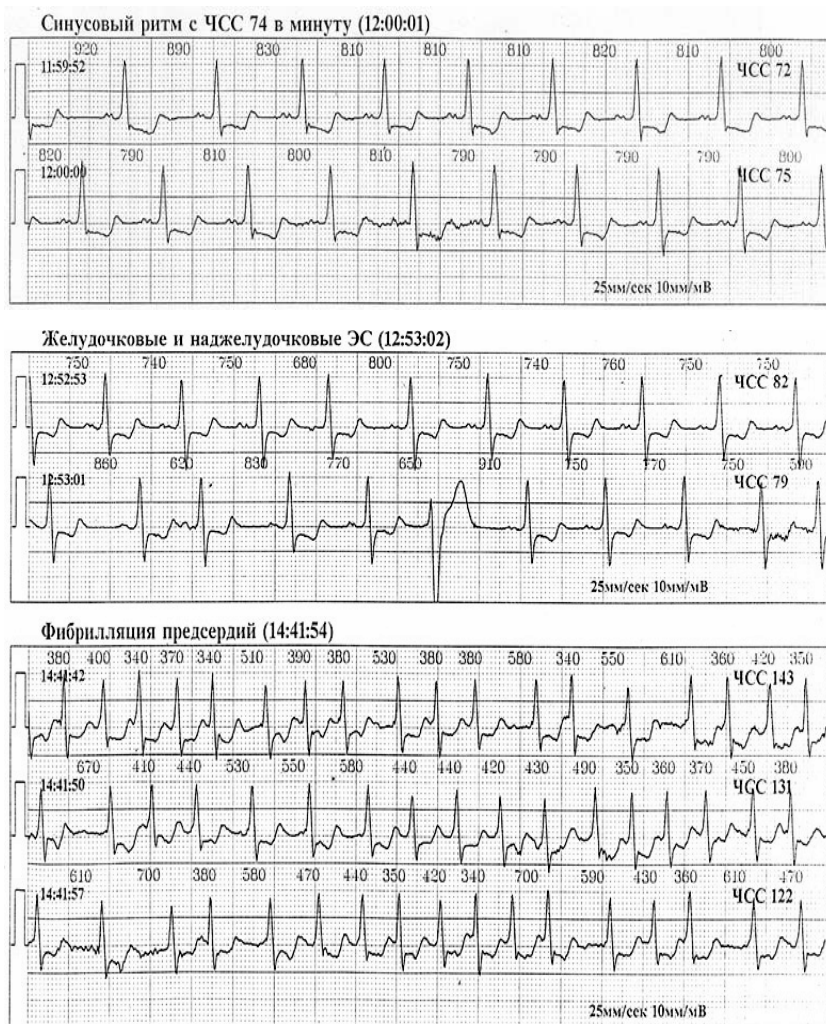 Синусовый ритм с ЧСС 74 в минуту (12:00:01)
920 890 830 810 810 810 820 810 800
11:59:52 ЧСС 72
820 790 810 800 810 790 790 790 790 800
12:00:00 ЧСС 75
25мм/сек 10мм/мВ
Желудочковые и наджелудочковые ЭС (12:53:02)
750 740 750 680 800 750 740 760 750 750
12:52:53 ЧСС 82
860 620 830 770 650 910 750 770 750 590
12:53:01 ЧСС 79
25мм/сек 10мм/мВ
Фибрилляция предсердий (14:41:54)
380 400 340 370 340 510 390 380 530 380 380 580 340 550 610 360 420 350
14:41:42 ЧСС 143
670 410 440 530 550 580 440 440 420 430 490 350 360 370 450 380
14:41:50 ЧСС 131
610 700 380 580 470 440 350 420 340 700 590 430 360 610 470
14:41:57 ЧСС 122
25мм/сек 10мм/мВ